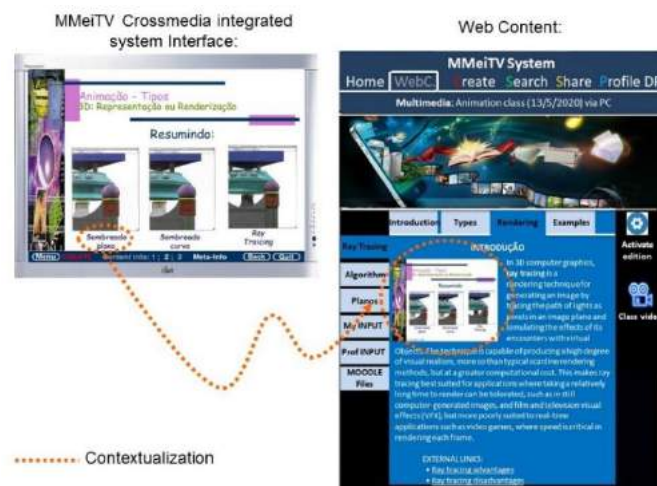 MMeiTV Crossmedia integrated
system Interface:
Animação – Tipos
3D: Representação ou Renderização
Resumindo:
Sombreado
plano
Sombreado
curvo
Ray
Tracing
Menu
1 : 2 : 3 Meta-Info
Back Quit
Web Content:
MMeiTV System
Home WebC. Create Search Share Profile DF
Multimedia: Animation class (13/5/2020) via PC
Introduction Types Rendering Examples
Ray Tracing
Algorithm
Planos
My INPUT
Prof INPUT
MOODLE
Files
INTRODUÇÃO
In 3D computer graphics,
ray tracing is a
rendering technique for
generating an image by
tracing the path of lights as
pixels in an image plane and
simulating the effects of its
encounters with virtual
Objects. The technique is capable of producing a high degree
of visual realism, more so than typical scanline rendering
methods, but at a greater computational cost. This makes ray
tracing best suited for applications where taking a relatively
long time to render can be tolerated, such as in still
computer-generated images, and film and television visual
effects (VFX), but more poorly suited to real-time
applications such as video games, where speed is critical in
rendering each frame.
EXTERNAL LINKS:
• Ray tracing advantages
• Ray tracing disadvantages
Activate
edition
Class video
Resumindo:
Contextualization